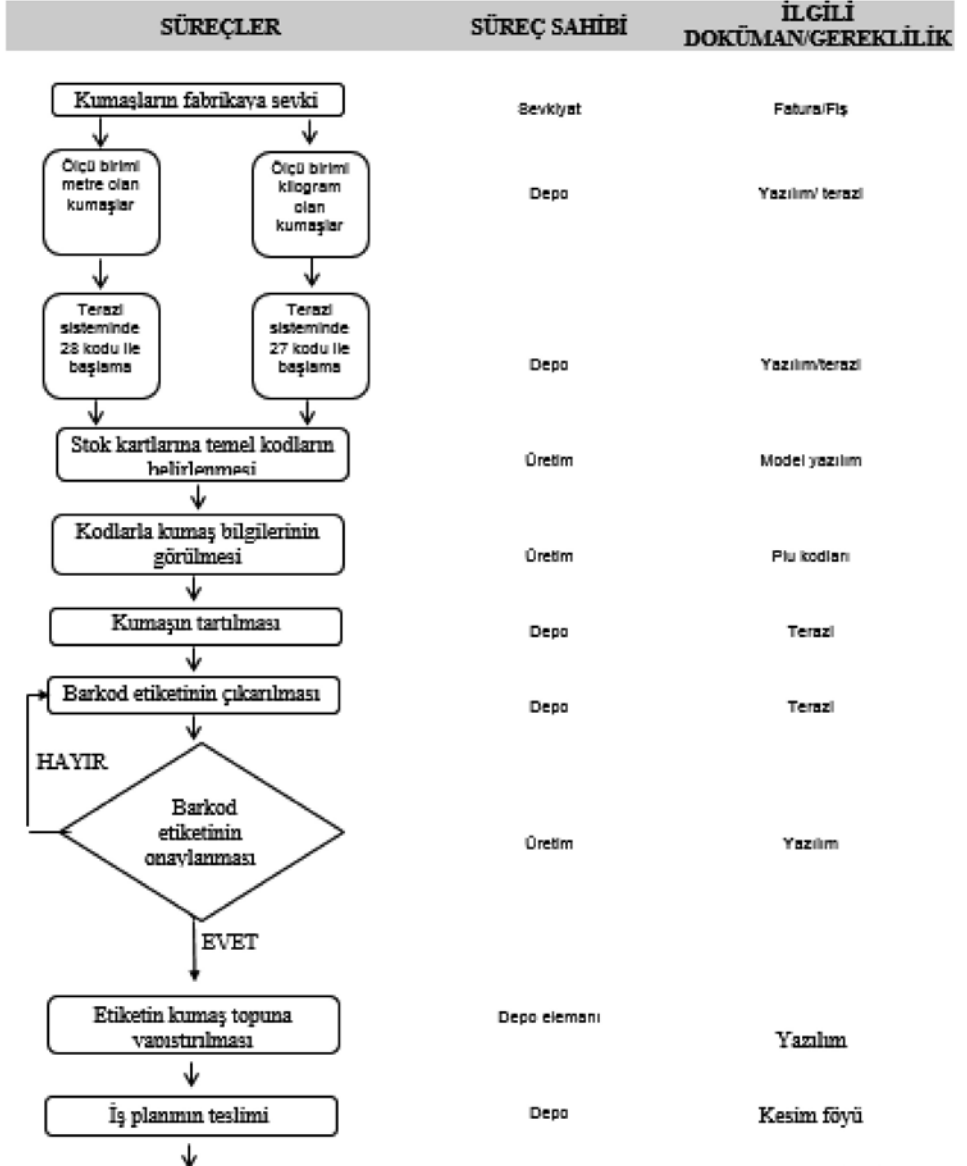 SÜREÇLER
SÜREÇ SAHİBİ
İLGİLİ
DOKÜMAN/GEREKLİLİK
Kumaşların fabrikaya sevki
Sevkiyat
Fatura/Fiş
Ölçü birimi
metre olan
kumaşlar
Ölçü birimi
kilogram
olan
kumaşlar
Depo
Yazılım/ terazi
Terazi
sisteminde
28 kodu ile
başlama
Terazi
sisteminde
27 kodu ile
başlama
Depo
Yazılım/terazi
Stok kartlarına temel kodların
belirlenmesi
Üretim
Model yazılım
Kodlarla kumaş bilgilerinin
görülmesi
Üretim
Plu kodları
Kumaşın tartılması
Depo
Terazi
Barkod etiketinin çıkarılması
Depo
Terazi
HAYIR
Barkod
etiketinin
onaylanması
Üretim
Yazılım
EVET
Etiketin kumaş topuna
yapıştırılması
Depo elemanı
Yazılım
İş planının teslimi
Depo
Kesim föyü